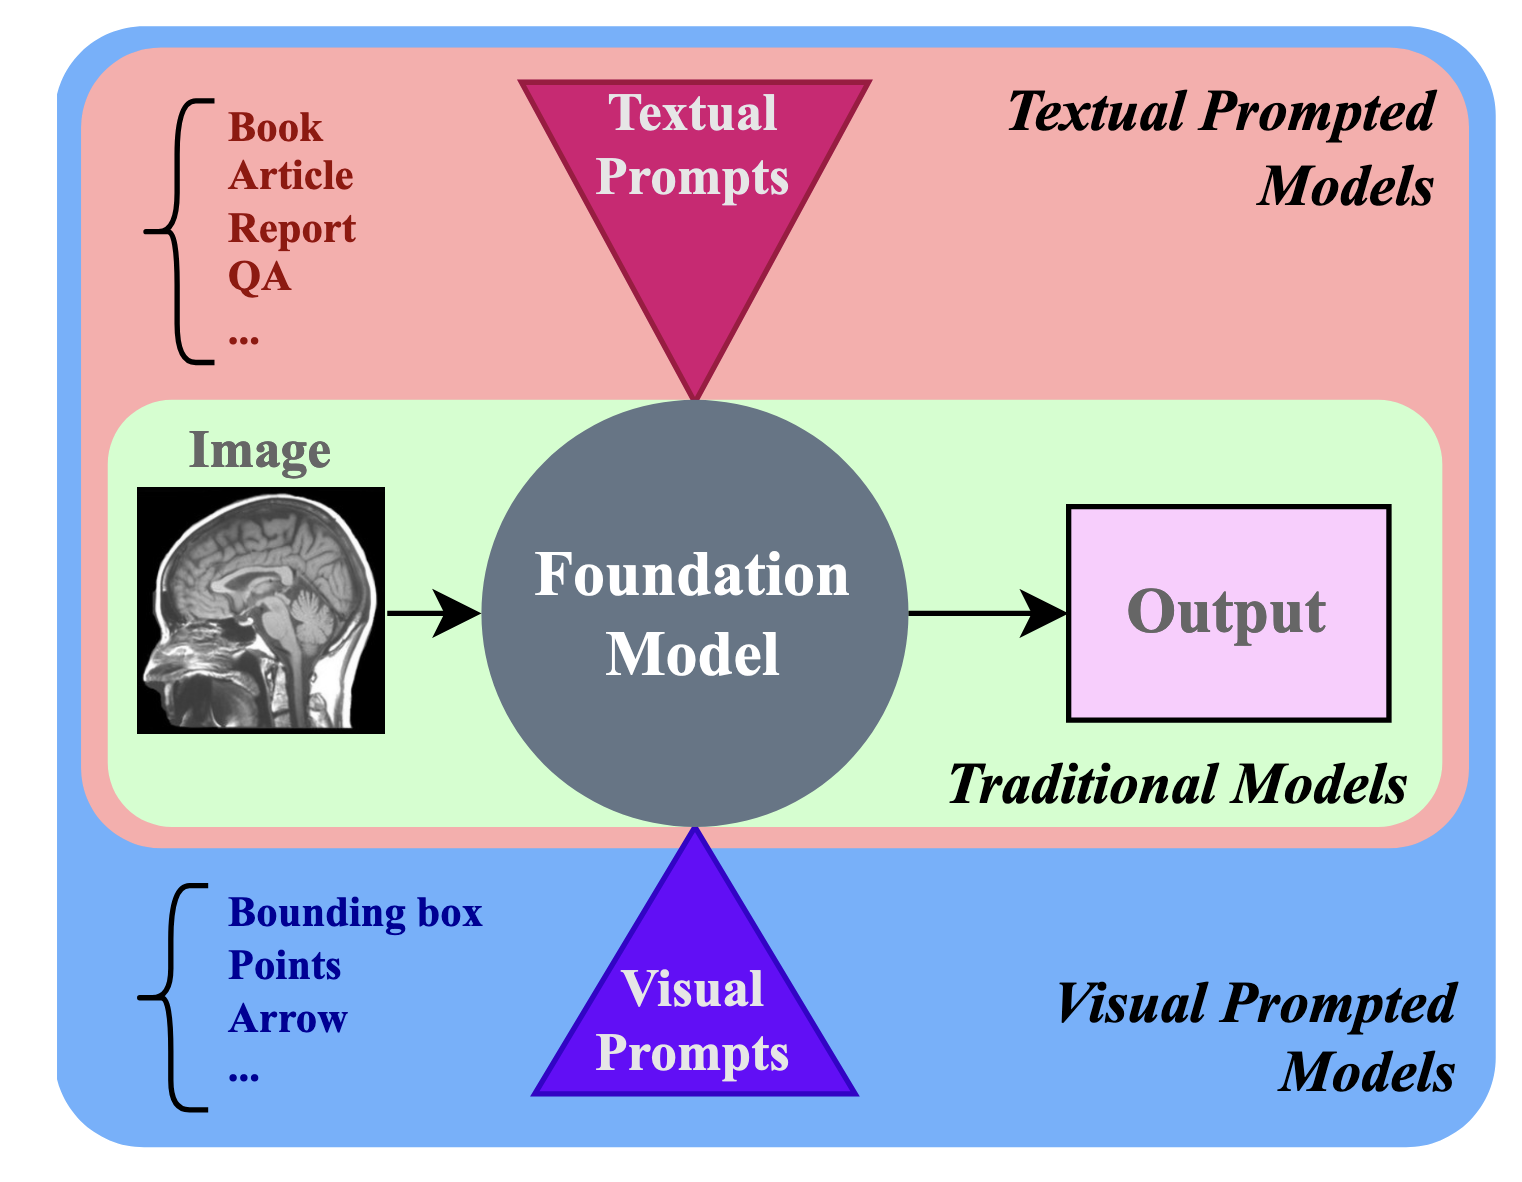 Book
Article
Report
QA
...
Textual
Prompts
Textual Prompted
Models
Image
Foundation
Model
Output
Traditional Models
Bounding box
Points
Arrow
...
Visual
Prompts
Visual Prompted
Models